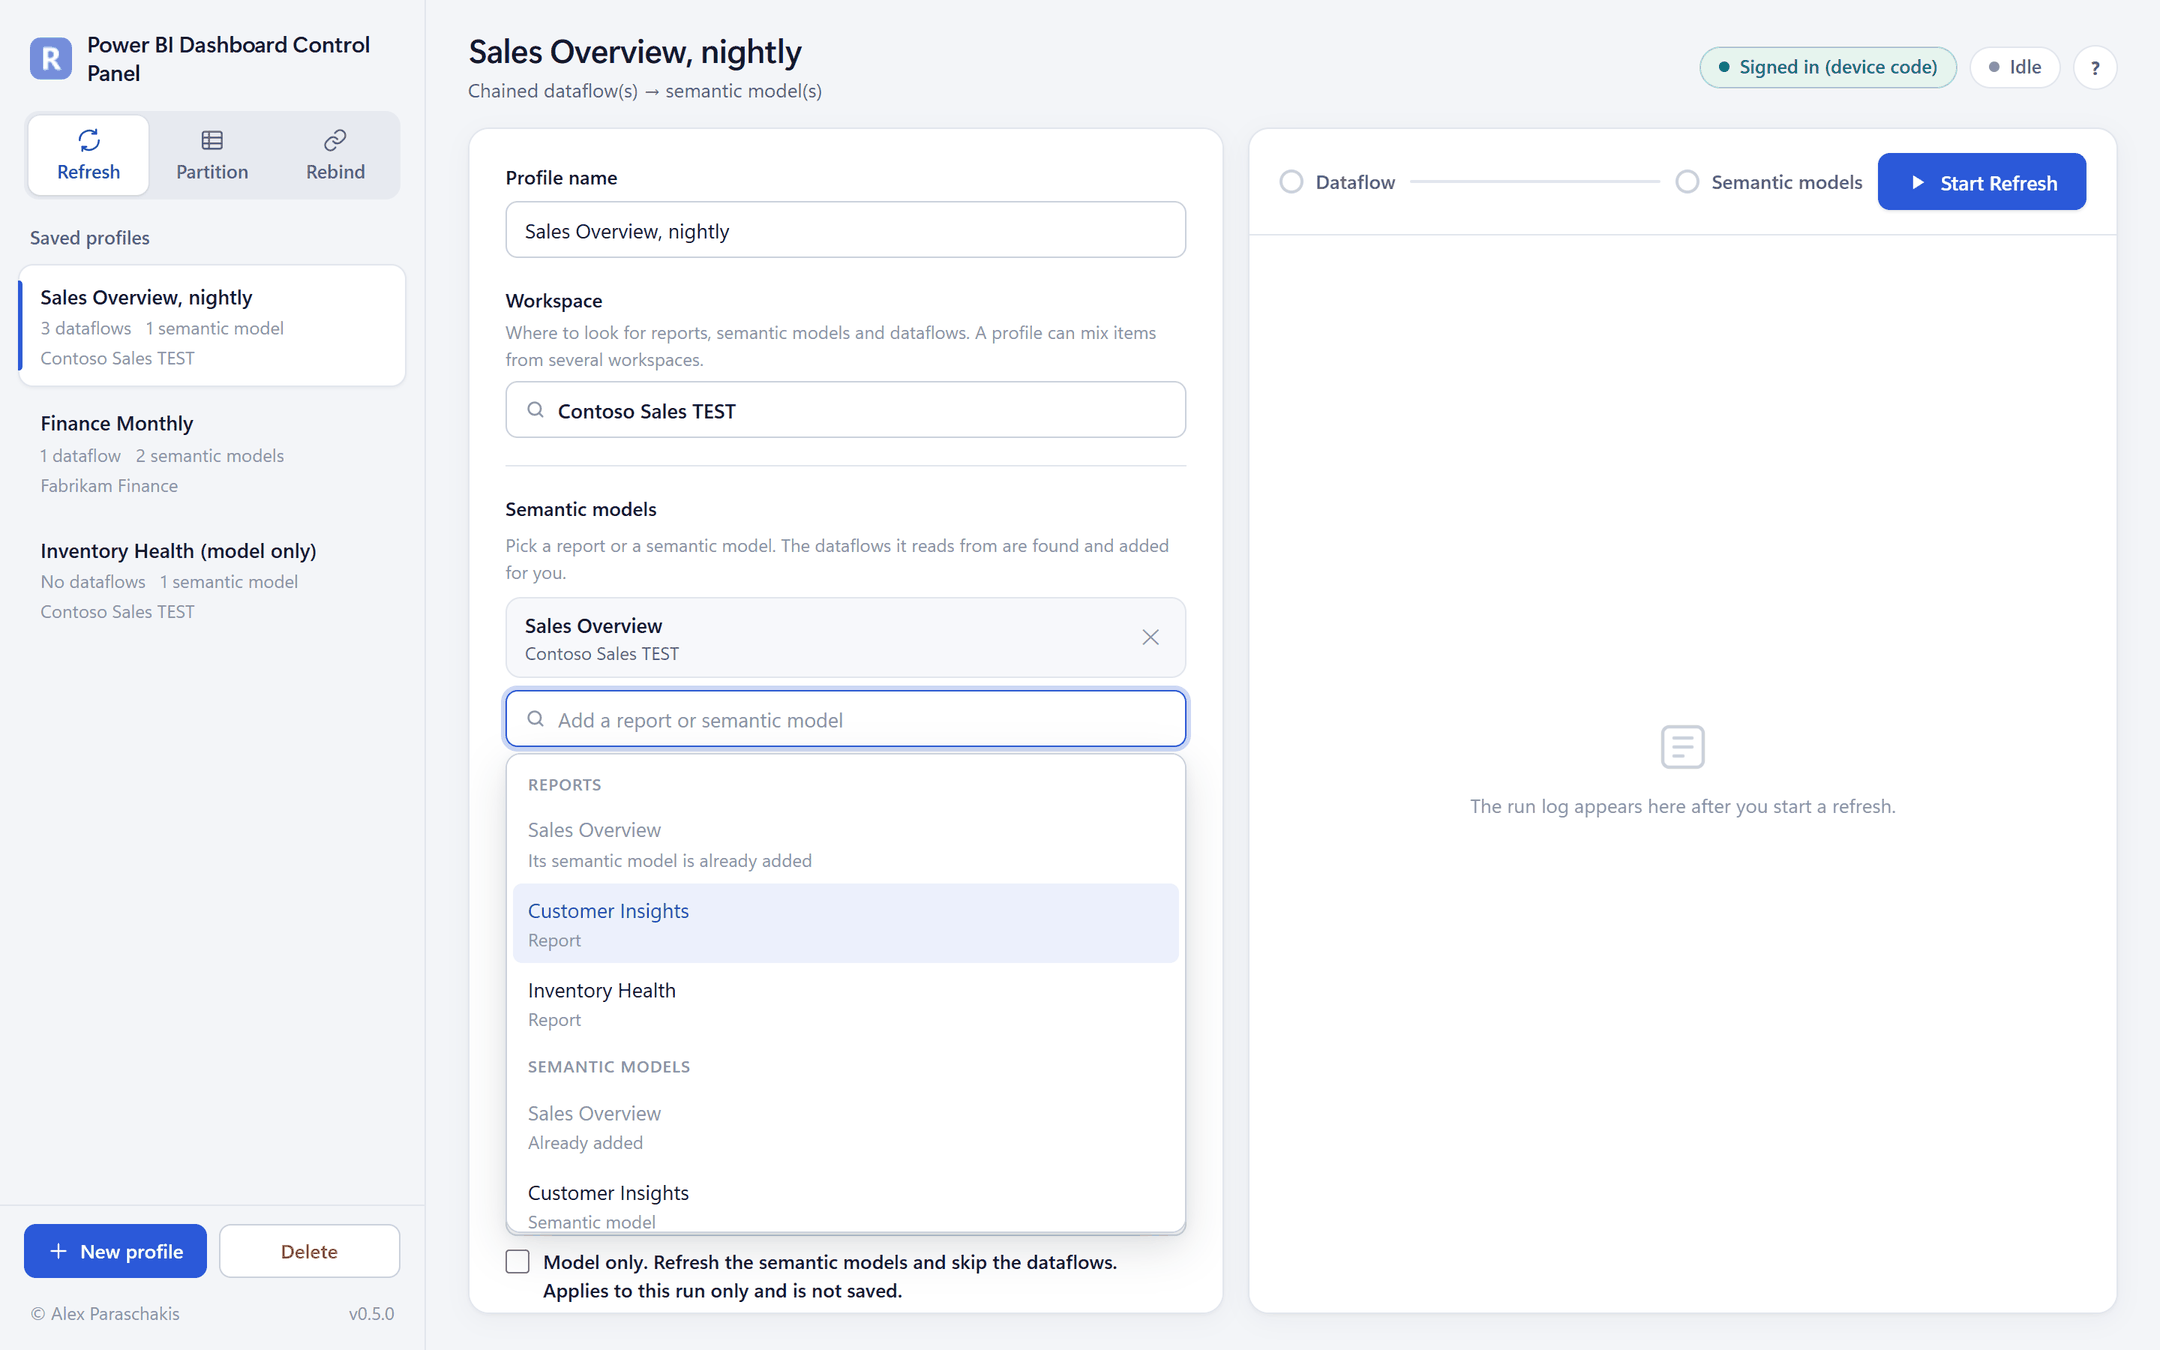 R
Power BI Dashboard Control
Panel
Refresh
Partition
Rebind
Saved profiles
Sales Overview, nightly
3 dataflows 1 semantic model
Contoso Sales TEST
Finance Monthly
1 dataflow 2 semantic models
Fabrikam Finance
Inventory Health (model only)
No dataflows 1 semantic model
Contoso Sales TEST
+ New profile
Delete
© Alex Paraschakis
v0.5.0
Sales Overview, nightly
Chained dataflow(s) → semantic model(s)
Signed in (device code)
Idle
?
Profile name
Sales Overview, nightly
Workspace
Where to look for reports, semantic models and dataflows. A profile can mix items
from several workspaces.
Contoso Sales TEST
Semantic models
Pick a report or a semantic model. The dataflows it reads from are found and added
for you.
Sales Overview
Contoso Sales TEST
Add a report or semantic model
REPORTS
Sales Overview
Its semantic model is already added
Customer Insights
Report
Inventory Health
Report
SEMANTIC MODELS
Sales Overview
Already added
Customer Insights
Semantic model
Model only. Refresh the semantic models and skip the dataflows.
Applies to this run only and is not saved.
Dataflow
Semantic models
Start Refresh
The run log appears here after you start a refresh.